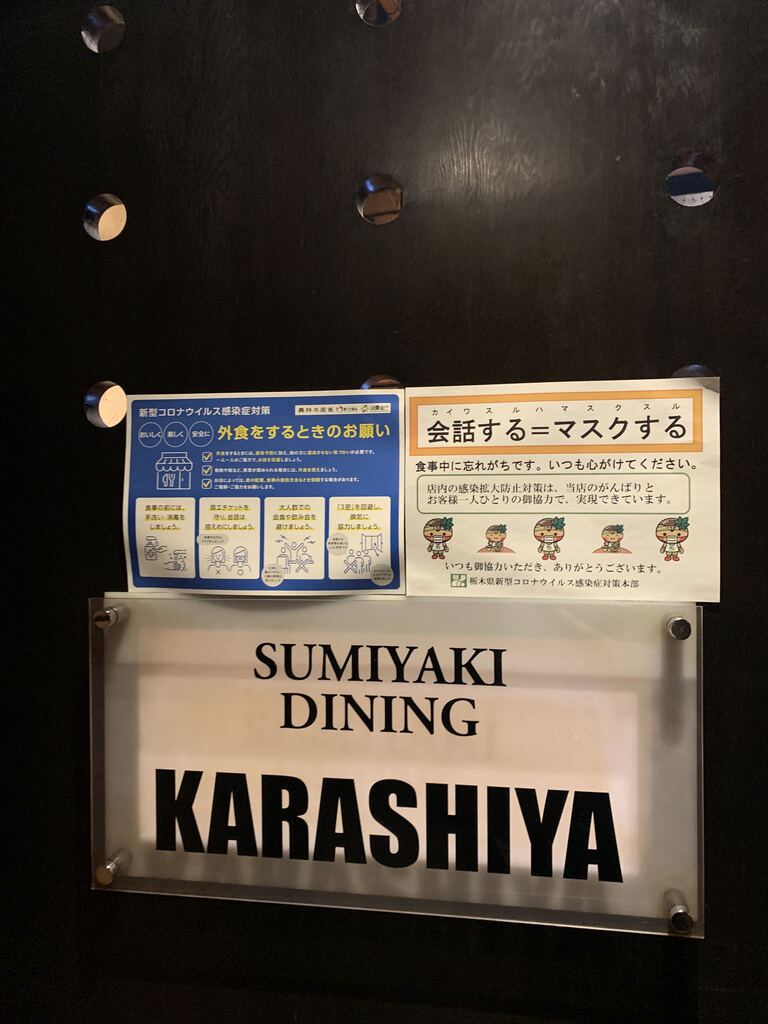 新型コロナウイルス感染症対策
農林水産省
おいしく 楽しく 安全に 外食をするときのお願い
食事の前には、
手洗い・消毒を
しましょう。
咳エチケットを
守り、会話は
控えめにしましょう。
大人数での
会食や飲み会を
避けましょう。
「3密」を回避し、
換気に
協力しましょう。
カイワスルハ マスクスル
会話する=マスクする
食事中に忘れがちです。いつも心がけてください。
店内の感染拡大防止対策は、当店のがんばりと
お客様一人ひとりの御協力で、実現できています。
いつも御協力いただき、ありがとうございます。
栃木県新型コロナウイルス感染症対策本部
SUMIYAKI
DINING
KARASHIYA